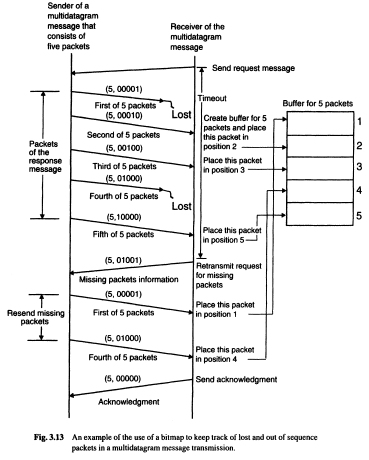 Sender of a
multidatagram
message that
consists of
five packets
Receiver of the
multidatagram
message
Send request message
(5, 00001)
First of 5 packets
Lost
Timeout
(5, 00010)
Second of 5 packets
Create buffer for 5
packets and place
this packet in
position 2
Buffer for 5 packets
1
2
3
4
5
Packets
of the
response
message
(5, 00100)
Third of 5 packets
Place this packet
in position 3
(5, 01000)
Fourth of 5 packets
Lost
(5,10000)
Fifth of 5 packets
Place this packet
in position 5
(5, 01001)
Missing packets information
Retransmit request
for missing
packets
Resend missing
packets
(5, 00001)
First of 5 packets
Place this packet
in position 1
(5, 01000)
Fourth of 5 packets
Place this packet
in position 4
(5, 00000)
Acknowledgment
Send acknowledgment
Fig. 3.13 An example of the use of a bitmap to keep track of lost and out of sequence
packets in a multidatagram message transmission.